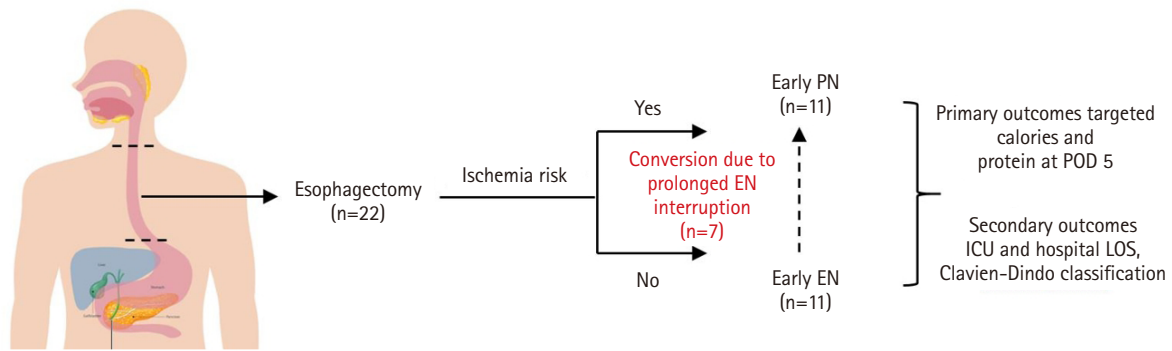 Esophagectomy
(n=22)
Ischemia risk
Yes
No
Conversion due to
prolonged EN
interruption
(n=7)
Early PN
(n=11)
Early EN
(n=11)
Primary outcomes targeted
calories and
protein at POD 5
Secondary outcomes
ICU and hospital LOS,
Clavien-Dindo classification